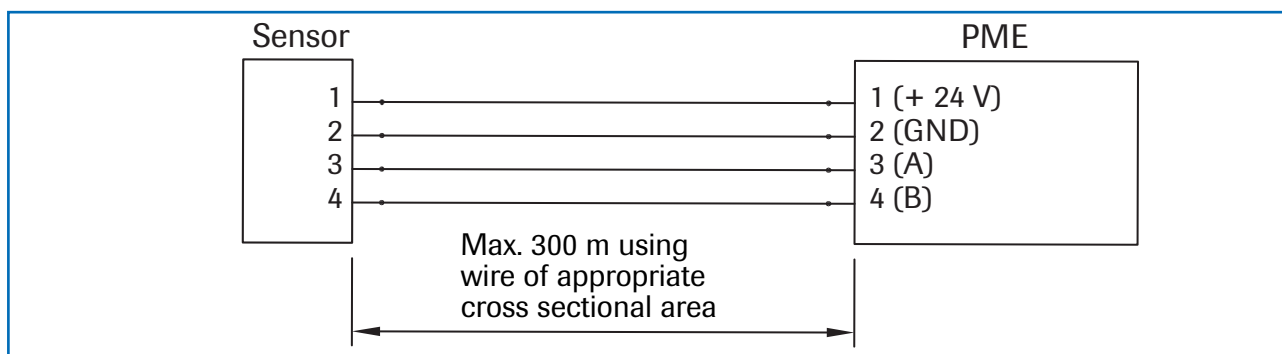 Sensor
PME
1
2
3
4
1 (+ 24 V)
2 (GND)
3 (A)
4 (B)
Max. 300 m using
wire of appropriate
cross sectional area